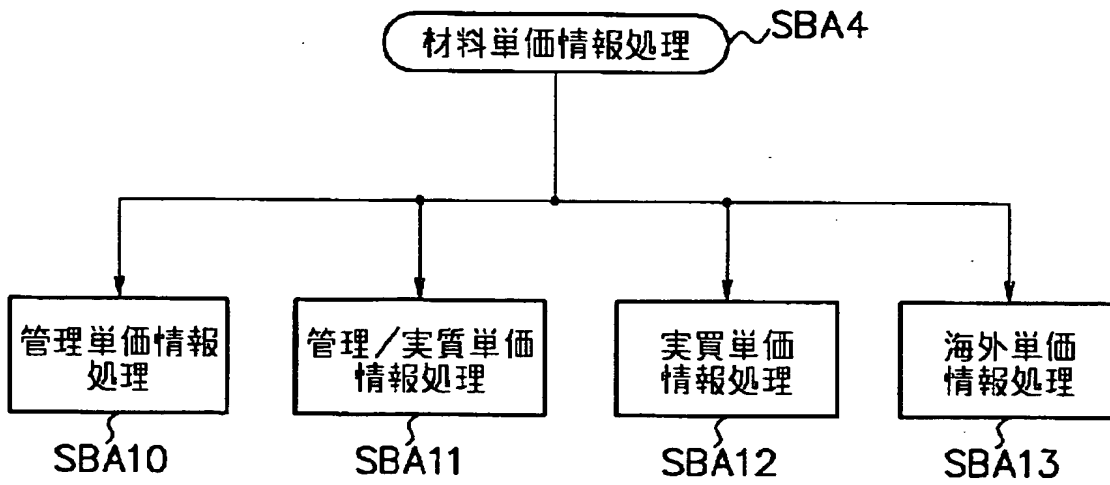 材料単価情報処理
SBA4
管理単価情報
処理
管理/実質単価
情報処理
実買単価
情報処理
海外単価
情報処理
SBA10
SBA11
SBA12
SBA13